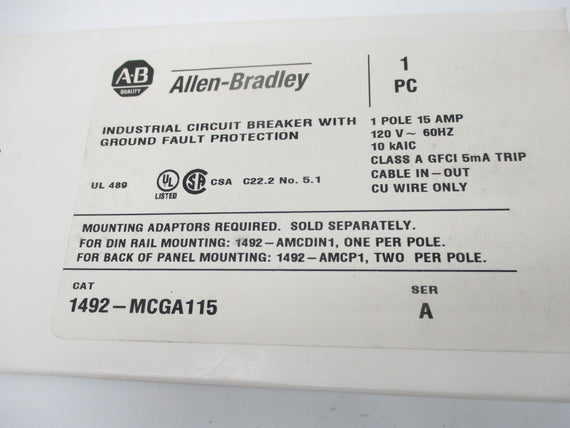 A-B
QUALITY
Allen-Bradley
1
PC
INDUSTRIAL CIRCUIT BREAKER WITH
GROUND FAULT PROTECTION
1 POLE 15 AMP
120 V ~ 60HZ
10 kAIC
CLASS A GFCI 5mA TRIP
CABLE IN–OUT
CU WIRE ONLY
UL 489
UL
LISTED
SA CSA C22.2 No. 5.1
MOUNTING ADAPTORS REQUIRED. SOLD SEPARATELY.
FOR DIN RAIL MOUNTING: 1492–AMCDIN1, ONE PER POLE.
FOR BACK OF PANEL MOUNTING: 1492–AMCP1, TWO PER POLE.
CAT
1492–MCGA115
SER
A